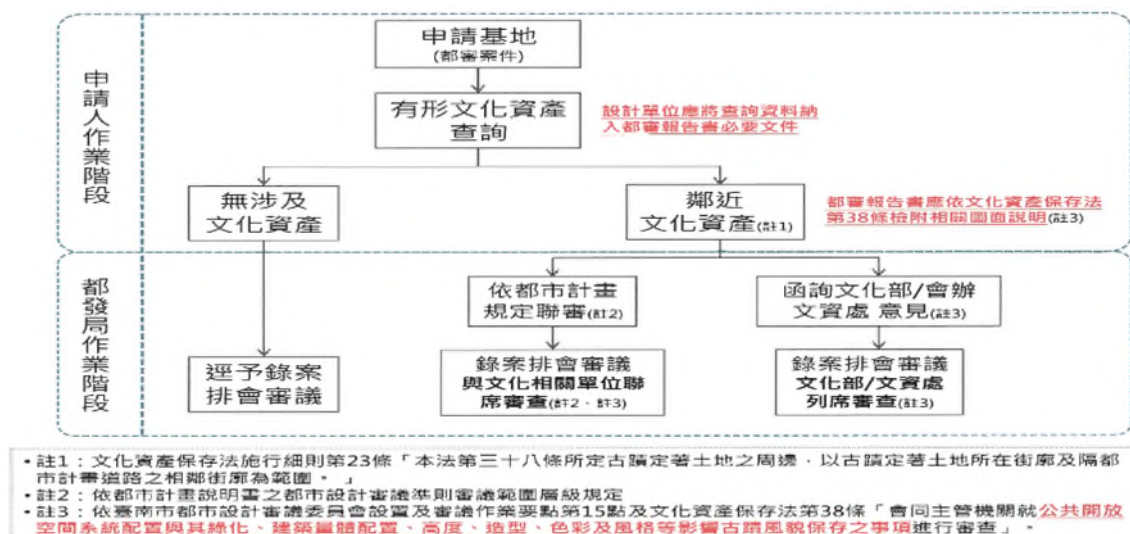 申請人作業階段
申請基地
(都審案件)
有形文化資產
查詢
設計單位應將查詢資料納
入都審報告書必要文件
無涉及
文化資產
鄰近
文化資產(註1)
都審報告書應依文化資產保存法
第38條檢附相關圖面說明(註3)
都發局作業階段
逕予錄案
排會審議
依都市計畫
規定聯審(註2)
錄案排會審議
與文化相關單位聯
席審查(註2、註3)
函詢文化部/會辦
文資處 意見(註3)
錄案排會審議
文化部/文資處
列席審查(註3)
•註1：文化資產保存法施行細則第23條「本法第三十八條所定古蹟定著土地之周邊，以古蹟定著土地所在街廓及隔都
市計畫道路之相鄰街廓為範圍。」
•註2：依都市計畫說明書之都市設計審議準則審議範圍層級規定
•註3：依臺南市都市設計審議委員會設置及審議作業要點第15點及文化資產保存法第38條「會同主管機關就公共開放
空間系統配置與其綠化、建築量體配置、高度、造型、色彩及風格等影響古蹟風貌保存之事項進行審查」。